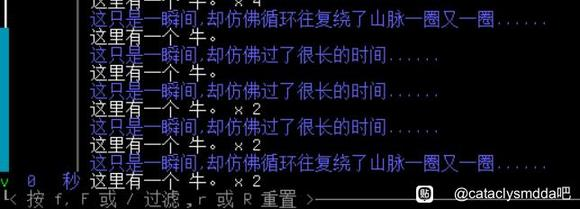 这里有一个 牛。 x 4
这只是一瞬间,却仿佛循环往复绕了山脉一圈又一圈......
这里有一个 牛。
这只是一瞬间,却仿佛过了很长的时间......
这里有一个 牛。
这只是一瞬间,却仿佛过了很长的时间......
这里有一个 牛。 x 2
这只是一瞬间,却仿佛过了很长的时间......
这里有一个 牛。 x 2
这只是一瞬间,却仿佛循环往复绕了山脉一圈又一圈......
v 0 秒 这里有一个 牛。 x 2
< 按 f, F 或 / 过滤 ,r 或 R 重置 >
贴 @cataclysmdda吧